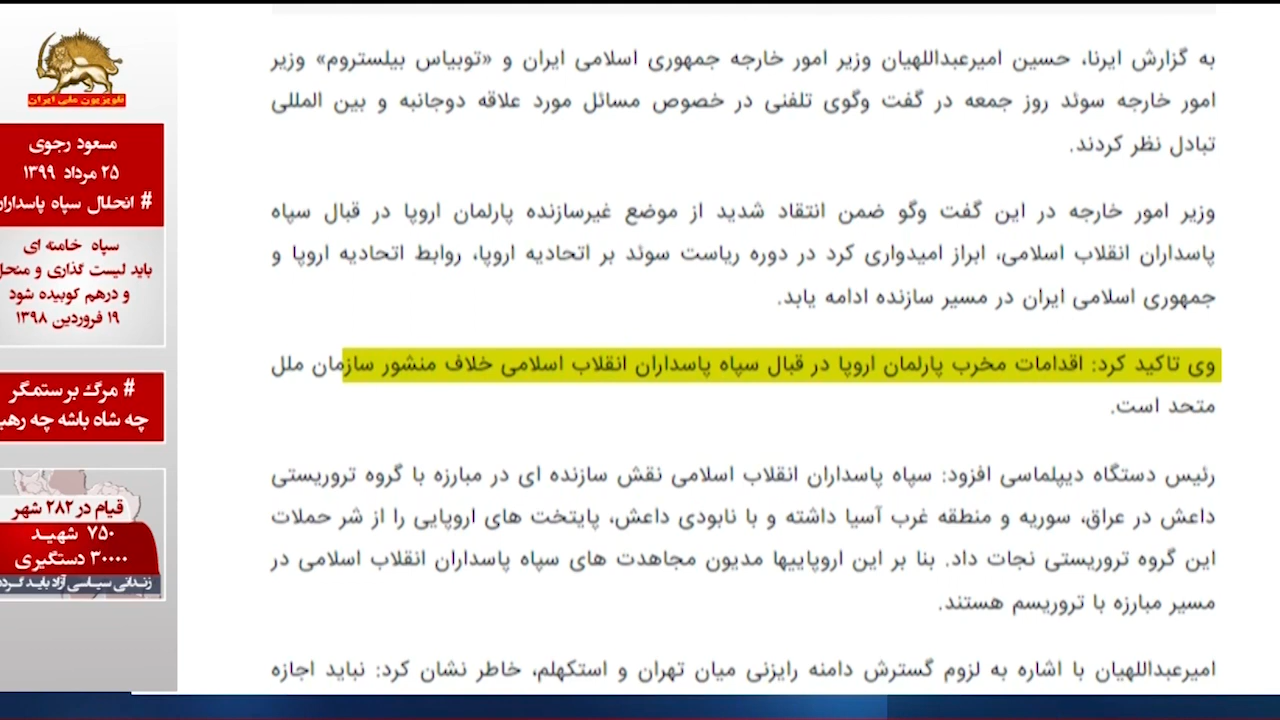 به گزارش ایرنا، حسین امیرعبداللهیان وزیر امور خارجه جمهوری اسلامی ایران و «توبیاس بیلستروم» وزیر
امور خارجه سوئد روز جمعه در گفت وگوی تلفنی در خصوص مسائل مورد علاقه دوجانبه و بین المللی
تبادل نظر کردند.
وزیر امور خارجه در این گفت وگو ضمن انتقاد شدید از موضع غیرسازنده پارلمان اروپا در قبال سپاه
پاسداران انقلاب اسلامی، ابراز امیدواری کرد در دوره ریاست سوئد بر اتحادیه اروپا، روابط اتحادیه اروپا و
جمهوری اسلامی ایران در مسیر سازنده ادامه یابد.
وی تاکید کرد: اقدامات مخرب پارلمان اروپا در قبال سپاه پاسداران انقلاب اسلامی خلاف منشور سازمان ملل
متحد است.
رئیس دستگاه دیپلماسی افزود: سپاه پاسداران انقلاب اسلامی نقش سازنده ای در مبارزه با گروه تروریستی
داعش در عراق، سوریه و منطقه غرب آسیا داشته و با نابودی داعش، پایتخت های اروپایی را از شر حملات
این گروه تروریستی نجات داد. بنا بر این اروپاییها مدیون مجاهدت های سپاه پاسداران انقلاب اسلامی در
مسیر مبارزه با تروریسم هستند.
امیرعبداللهیان با اشاره به لزوم گسترش دامنه رایزنی میان تهران و استکهلم، خاطر نشان کرد: نباید اجازه
تلویزیون ملی ایران
مسعود رجوی
۲۵ مرداد ۱۳۹۹
# انحلال سپاه پاسداران
سپاه خامنه ای
باید لیست گذاری و منحل
و درهم کوبیده شود
۱۹ فروردین ۱۳۹۸
# مرگ بر ستمگر
چه شاه باشه چه رهبر
قیام در ۲۸۲ شهر
۷۵۰ شهید
۳۰۰۰۰ دستگیری
زندانی سیاسی آزاد باید گردد